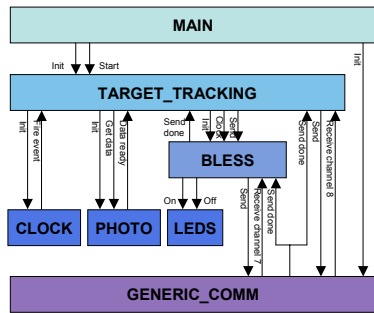 MAIN
Init
Start
Init
TARGET_TRACKING
Init
Fire event
Init
Get data
Data ready
Send done
Init
Clock
Send
Send done
Send
Receive channel 8
BLESS
On
Off
CLOCK
PHOTO
LEDS
Send
Receive channel 7
Send done
GENERIC_COMM